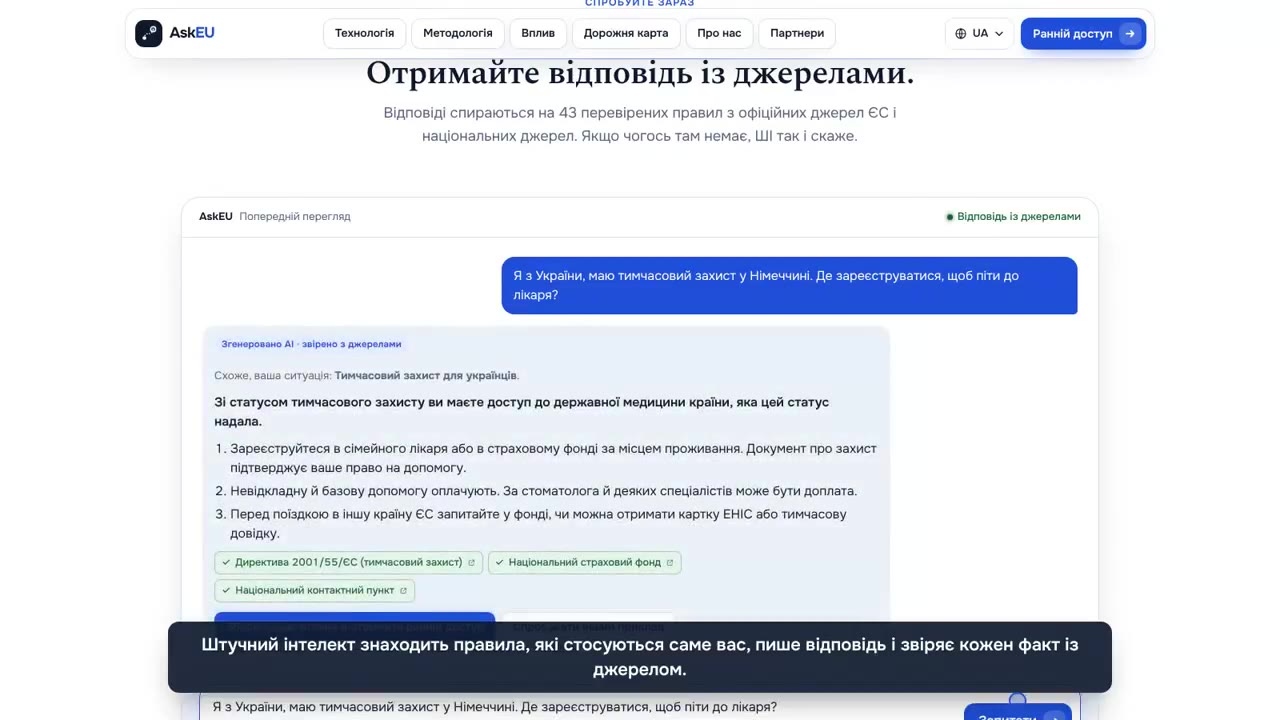 СПРОБУЙТЕ ЗАРАЗ
AskEU
Технологія
Методологія
Вплив
Дорожня карта
Про нас
Партнери
UA
Ранній доступ
Отримайте відповідь із джерелами.
Відповіді спираються на 43 перевірених правил з офіційних джерел ЄС і
національних джерел. Якщо чогось там немає, ШІ так і скаже.
AskEU Попередній перегляд
Відповідь із джерелами
Я з України, маю тимчасовий захист у Німеччині. Де зареєструватися, щоб піти до
лікаря?
Згенеровано AI · звірено з джерелами
Схоже, ваша ситуація: Тимчасовий захист для українців.
Зі статусом тимчасового захисту ви маєте доступ до державної медицини країни, яка цей статус
надала.
1. Зареєструйтеся в сімейного лікаря або в страховому фонді за місцем проживання. Документ про захист
підтверджує ваше право на допомогу.
2. Невідкладну й базову допомогу оплачують. За стоматолога й деяких спеціалістів може бути доплата.
3. Перед поїздкою в іншу країну ЄС запитайте у фонді, чи можна отримати картку EHIC або тимчасову
довідку.
Директива 2001/55/ЄС (тимчасовий захист)
Національний страховий фонд
Національний контактний пункт
Штучний інтелект знаходить правила, які стосуються саме вас, пише відповідь і звіряє кожен факт із
джерелом.
Я з України, маю тимчасовий захист у Німеччині. Де зареєструватися, щоб піти до лікаря?
Запитати